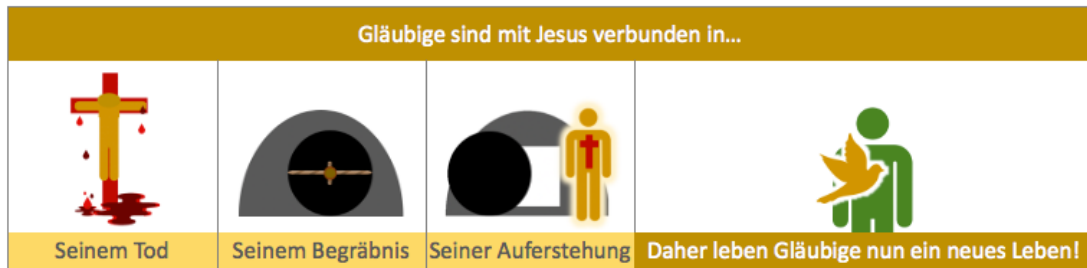 Gläubige sind mit Jesus verbunden in...
Seinem Tod
Seinem Begräbnis
Seiner Auferstehung
Daher leben Gläubige nun ein neues Leben!